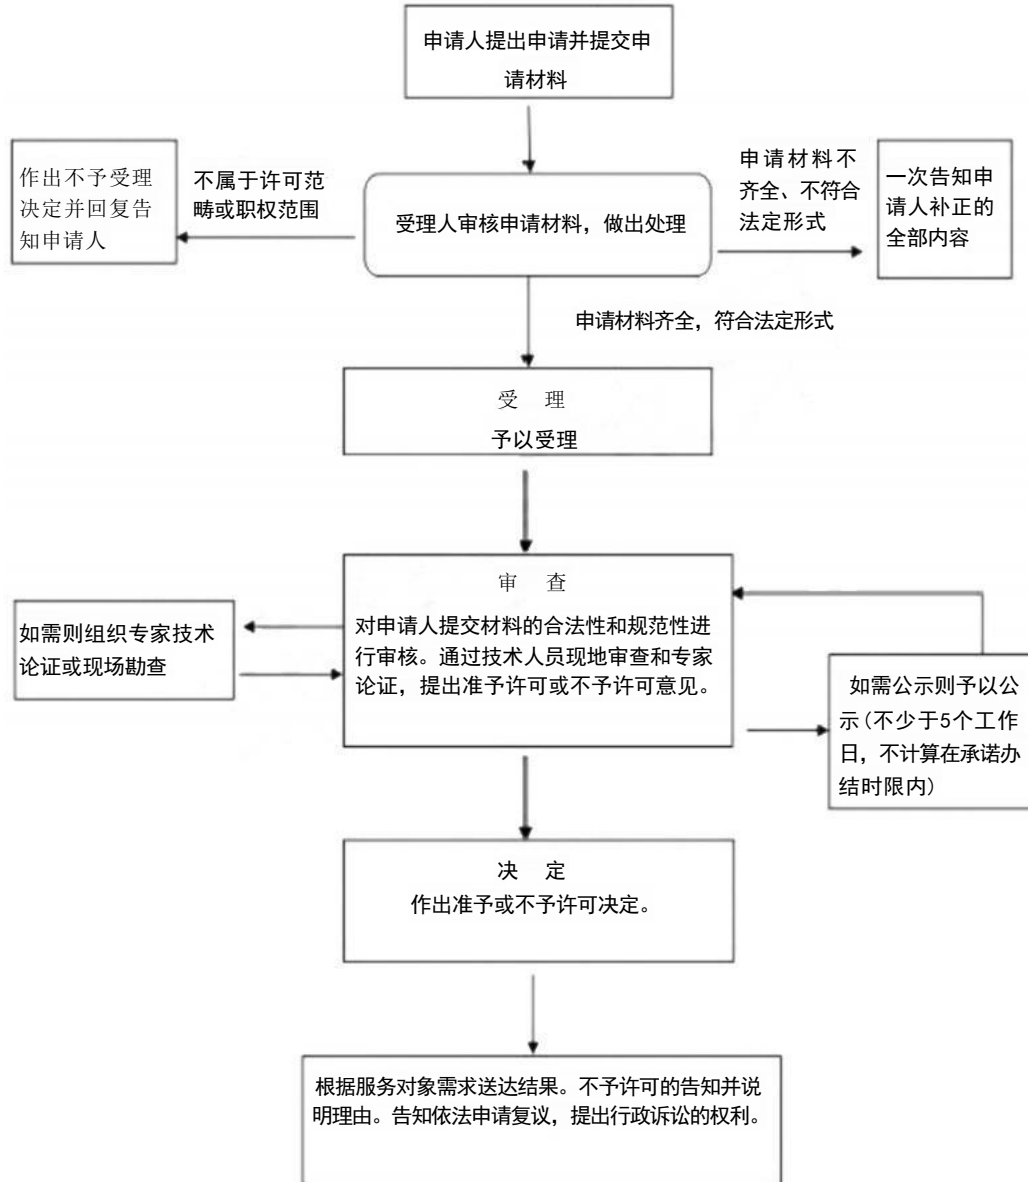 申请人提出申请并提交申
请材料
作出不予受理
决定并回复告
知申请人
不属于许可范
畴或职权范围
受理人审核申请材料，做出处理
申请材料不
齐全、不符合
法定形式
一次告知申
请人补正的
全部内容
申请材料齐全，符合法定形式
受 理
予以受理
审 查
对申请人提交材料的合法性和规范性进
行审核。通过技术人员现地审查和专家
论证，提出准予许可或不予许可意见。
如需则组织专家技术
论证或现场勘查
如需公示则予以公
示(不少于5个工作
日，不计算在承诺办
结时限内)
决 定
作出准予或不予许可决定。
根据服务对象需求送达结果。不予许可的告知并说
明理由。告知依法申请复议，提出行政诉讼的权利。